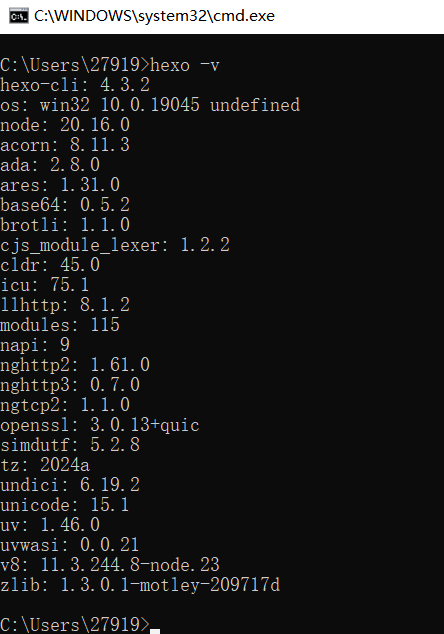 C:\WINDOWS\system32\cmd.exe
C:\Users\27919>hexo -v
hexo-cli: 4.3.2
os: win32 10.0.19045 undefined
node: 20.16.0
acorn: 8.11.3
ada: 2.8.0
ares: 1.31.0
base64: 0.5.2
brotli: 1.1.0
cjs_module_lexer: 1.2.2
cldr: 45.0
icu: 75.1
llhttp: 8.1.2
modules: 115
napi: 9
nghttp2: 1.61.0
nghttp3: 0.7.0
ngtcp2: 1.1.0
openssl: 3.0.13+quic
simdutf: 5.2.8
tz: 2024a
undici: 6.19.2
unicode: 15.1
uv: 1.46.0
uvwasi: 0.0.21
v8: 11.3.244.8-node.23
zlib: 1.3.0.1-motley-209717d
C:\Users\27919>